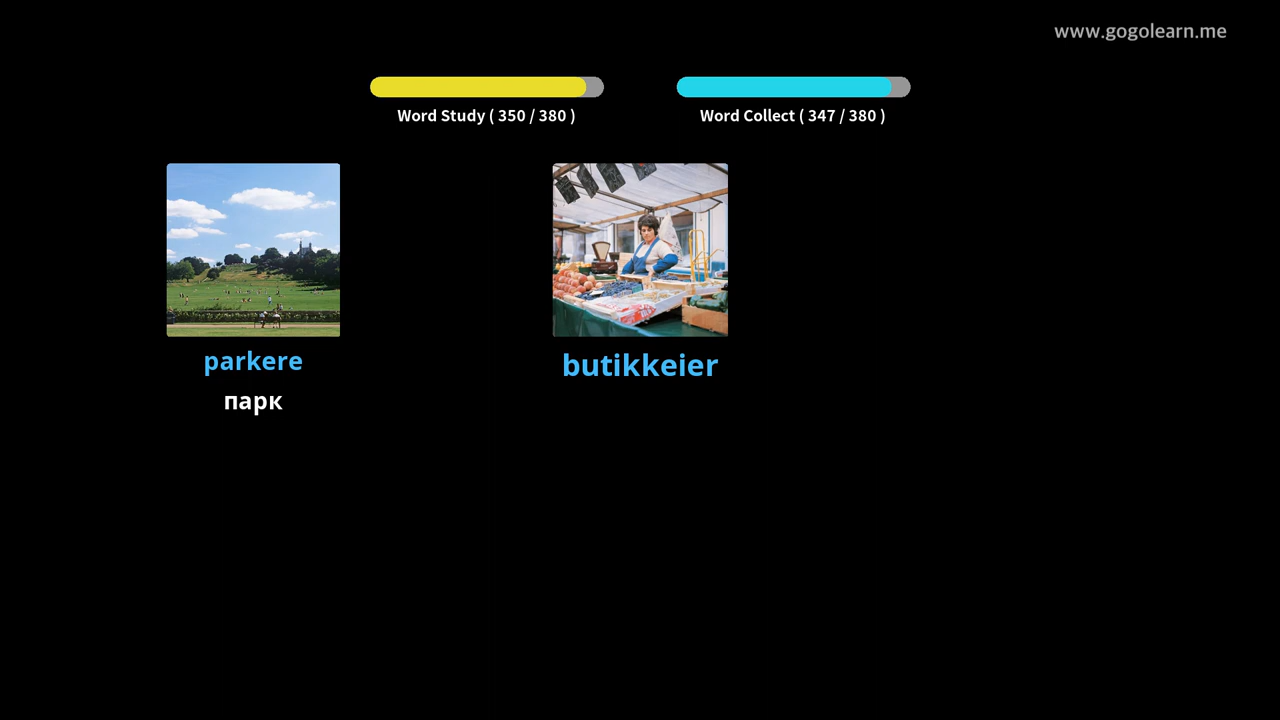 www.gogolearn.me
Word Study ( 350 / 380 )
Word Collect ( 347 / 380 )
parkere
парк
butikkeier